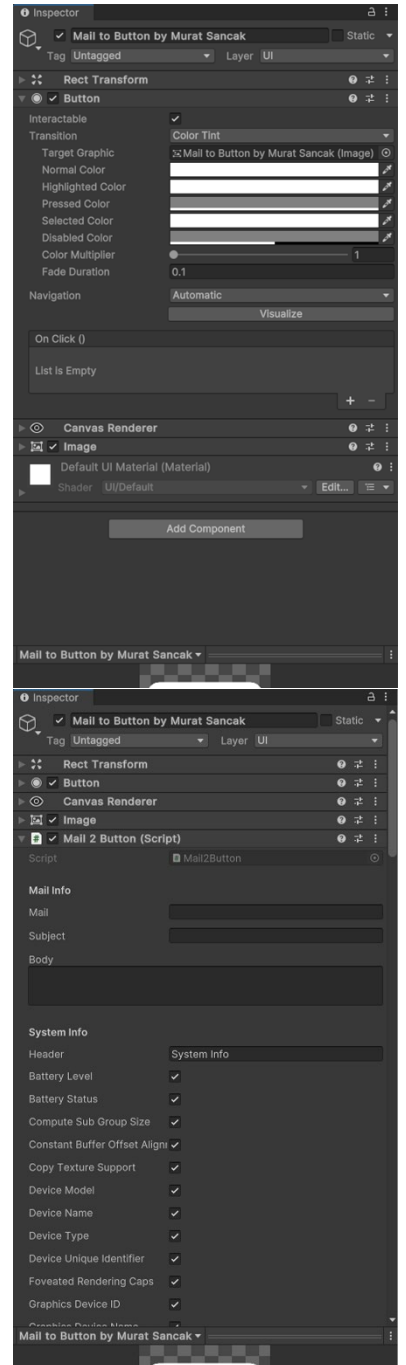 Inspector
Mail to Button by Murat Sancak Static
Tag Untagged Layer UI
Rect Transform
Button
Interactable
Transition Color Tint
Target Graphic Mail to Button by Murat Sancak (Image)
Normal Color
Highlighted Color
Pressed Color
Selected Color
Disabled Color
Color Multiplier 1
Fade Duration 0.1
Navigation Automatic
Visualize
On Click ()
List is Empty
+ −
Canvas Renderer
Image
Default UI Material (Material)
Shader UI/Default Edit...
Add Component
Mail to Button by Murat Sancak
Inspector
Mail to Button by Murat Sancak Static
Tag Untagged Layer UI
Rect Transform
Button
Canvas Renderer
Image
# Mail 2 Button (Script)
Script Mail2Button
Mail Info
Mail
Subject
Body
System Info
Header System Info
Battery Level
Battery Status
Compute Sub Group Size
Constant Buffer Offset Alignr
Copy Texture Support
Device Model
Device Name
Device Type
Device Unique Identifier
Foveated Rendering Caps
Graphics Device ID
Graphics Device Name
Mail to Button by Murat Sancak